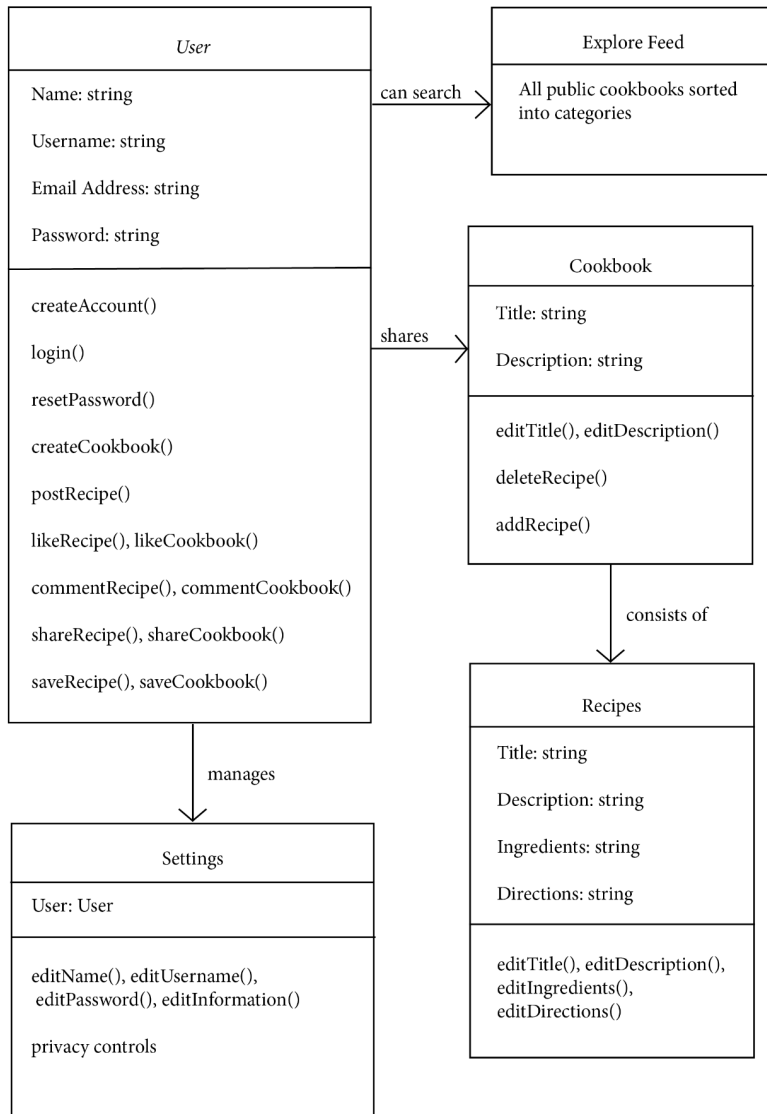 User
Name: string
Username: string
Email Address: string
Password: string
createAccount()
login()
resetPassword()
createCookbook()
postRecipe()
likeRecipe(), likeCookbook()
commentRecipe(), commentCookbook()
shareRecipe(), shareCookbook()
saveRecipe(), saveCookbook()
can search
Explore Feed
All public cookbooks sorted
into categories
shares
Cookbook
Title: string
Description: string
editTitle(), editDescription()
deleteRecipe()
addRecipe()
consists of
Recipes
Title: string
Description: string
Ingredients: string
Directions: string
editTitle(), editDescription(),
editIngredients(),
editDirections()
manages
Settings
User: User
editName(), editUsername(),
editPassword(), editInformation()
privacy controls